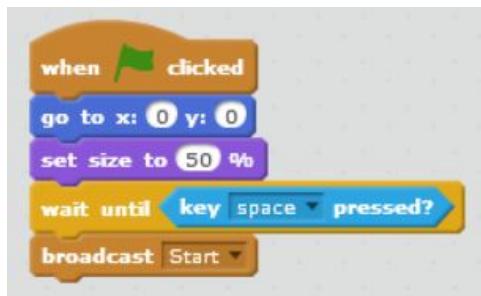 when clicked
go to x: 0 y: 0
set size to 50 %
wait until key space pressed?
broadcast Start